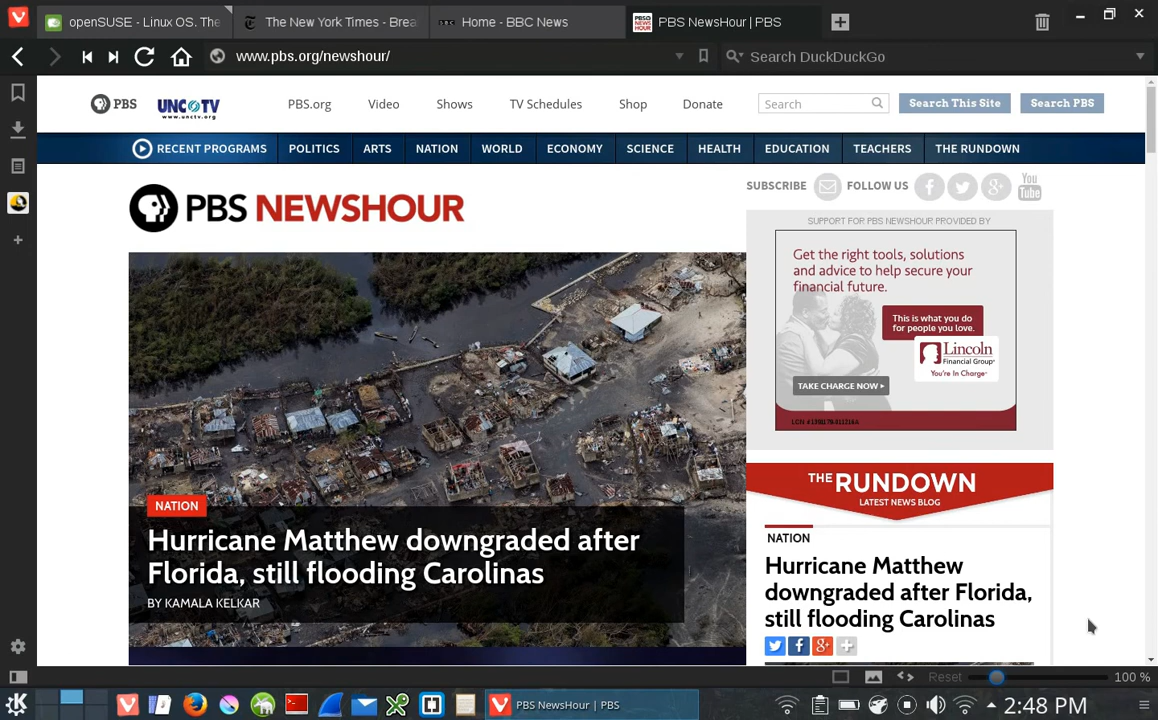 openSUSE - Linux OS. The
The New York Times - Brea
BBC Home - BBC News
PBS NewsHour | PBS
www.pbs.org/newshour/
Search DuckDuckGo
PBS
UNC TV
www.unctv.org
PBS.org
Video
Shows
TV Schedules
Shop
Donate
Search
Search This Site
Search PBS
RECENT PROGRAMS
POLITICS
ARTS
NATION
WORLD
ECONOMY
SCIENCE
HEALTH
EDUCATION
TEACHERS
THE RUNDOWN
PBS NEWSHOUR
SUBSCRIBE
FOLLOW US
You
Tube
SUPPORT FOR PBS NEWSHOUR PROVIDED BY
Get the right tools, solutions
and advice to help secure your
financial future.
This is what you do
for people you love.
Lincoln
Financial Group®
You're In Charge®
TAKE CHARGE NOW
NATION
Hurricane Matthew downgraded after
Florida, still flooding Carolinas
BY KAMALA KELKAR
THE RUNDOWN
LATEST NEWS BLOG
NATION
Hurricane Matthew
downgraded after Florida,
still flooding Carolinas
Reset
100 %
PBS NewsHour | PBS
2:48 PM